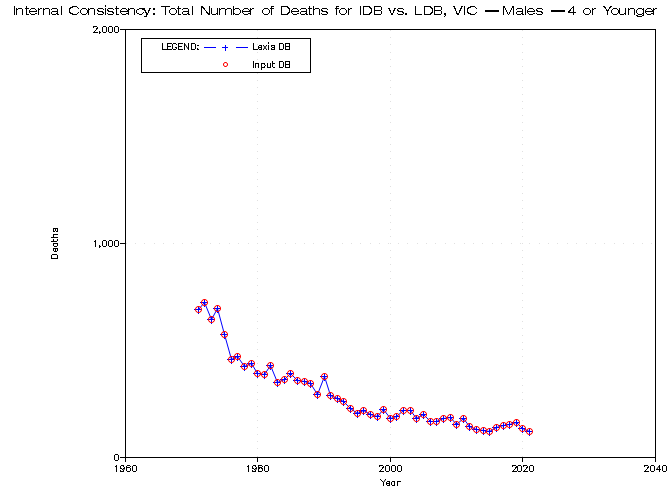 Internal Consistency: Total Number of Deaths for IDB vs. LDB, VIC — Males — 4 or Younger
2,000
LEGEND: Lexis DB
Input DB
1,000
Deaths
0
1960 1980 2000 2020 2040
Year